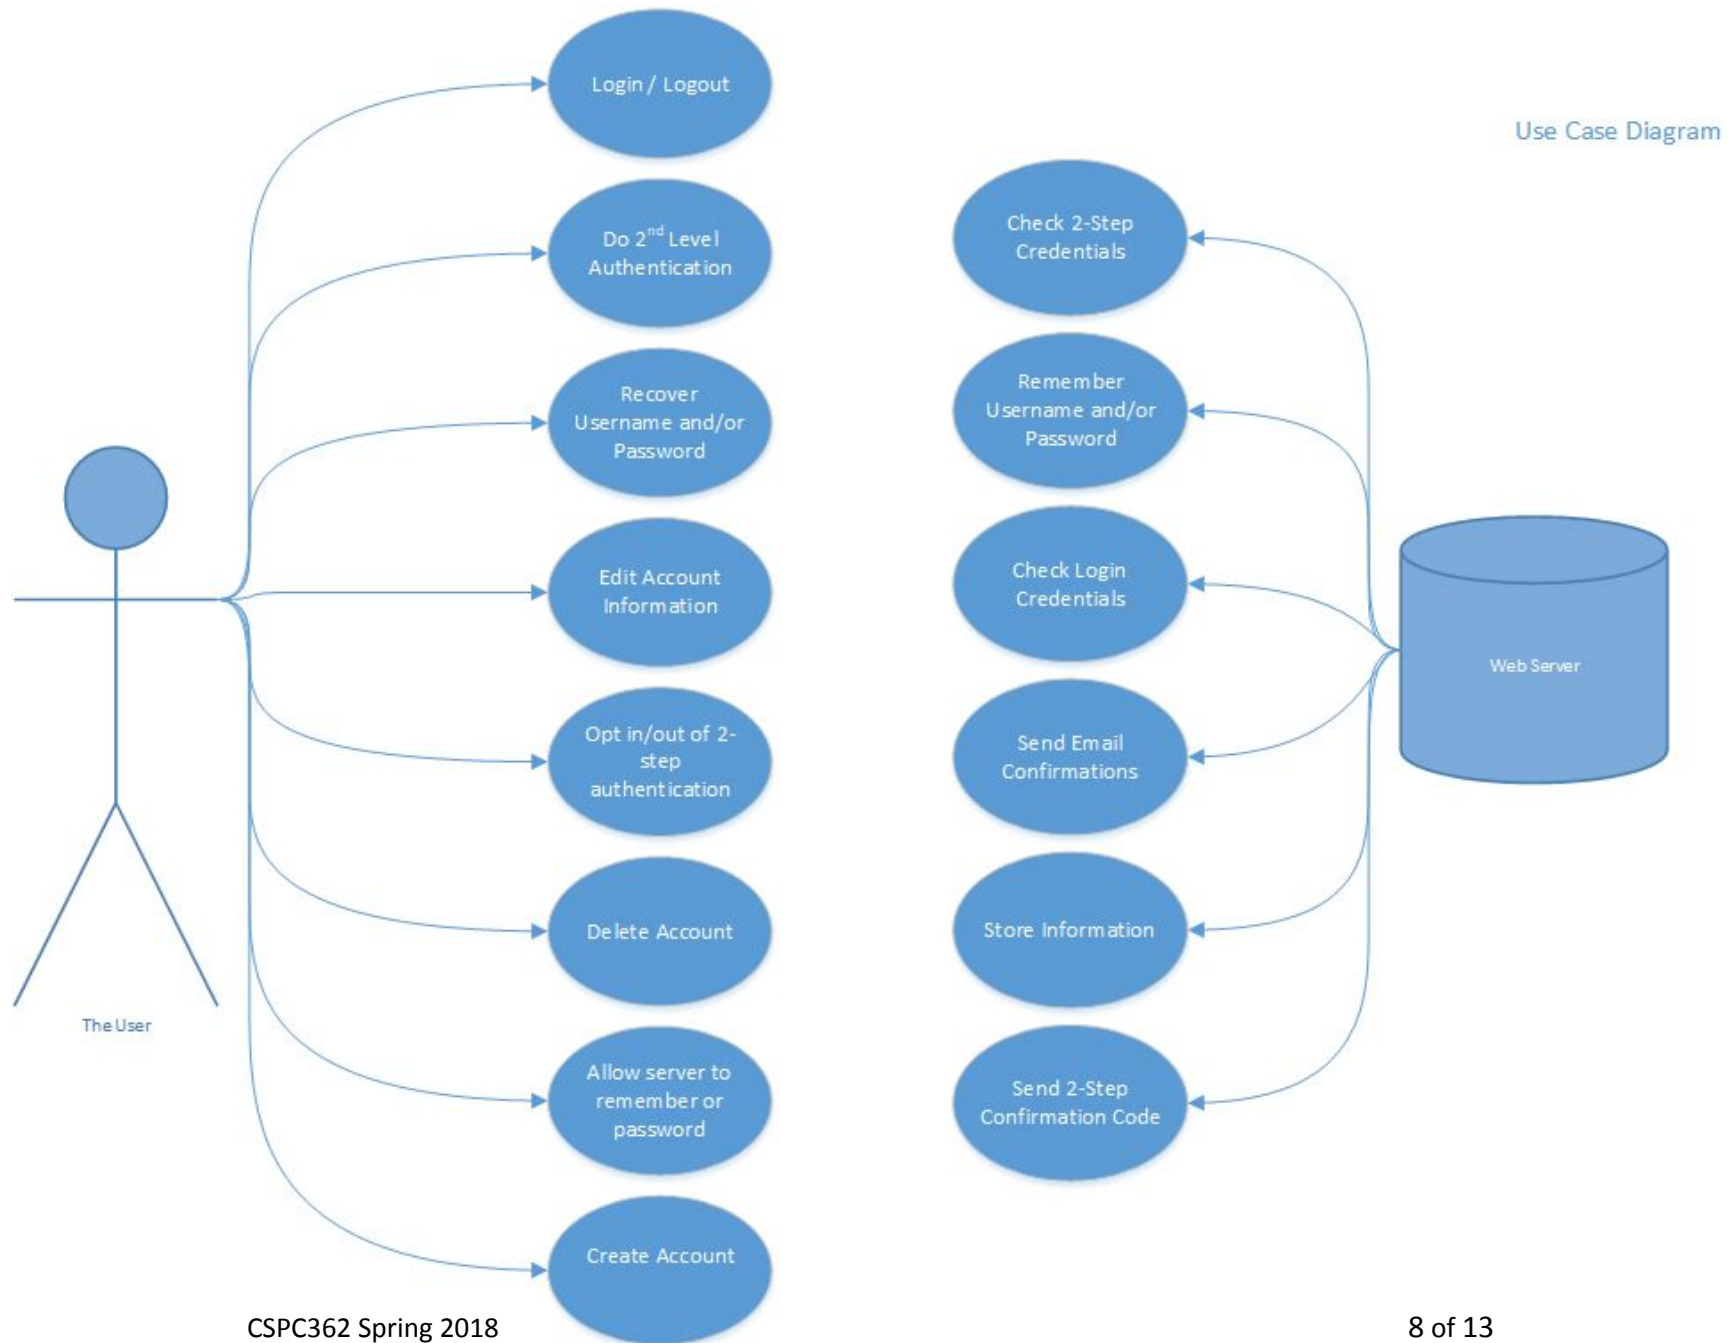 Use Case Diagram
Login / Logout
Do 2nd Level
Authentication
Recover
Username and/or
Password
Edit Account
Information
Opt in/out of 2-
step
authentication
Delete Account
Allow server to
remember or
password
Create Account
The User
Check 2-Step
Credentials
Remember
Username and/or
Password
Check Login
Credentials
Send Email
Confirmations
Store Information
Send 2-Step
Confirmation Code
Web Server
CSPC362 Spring 2018
8 of 13